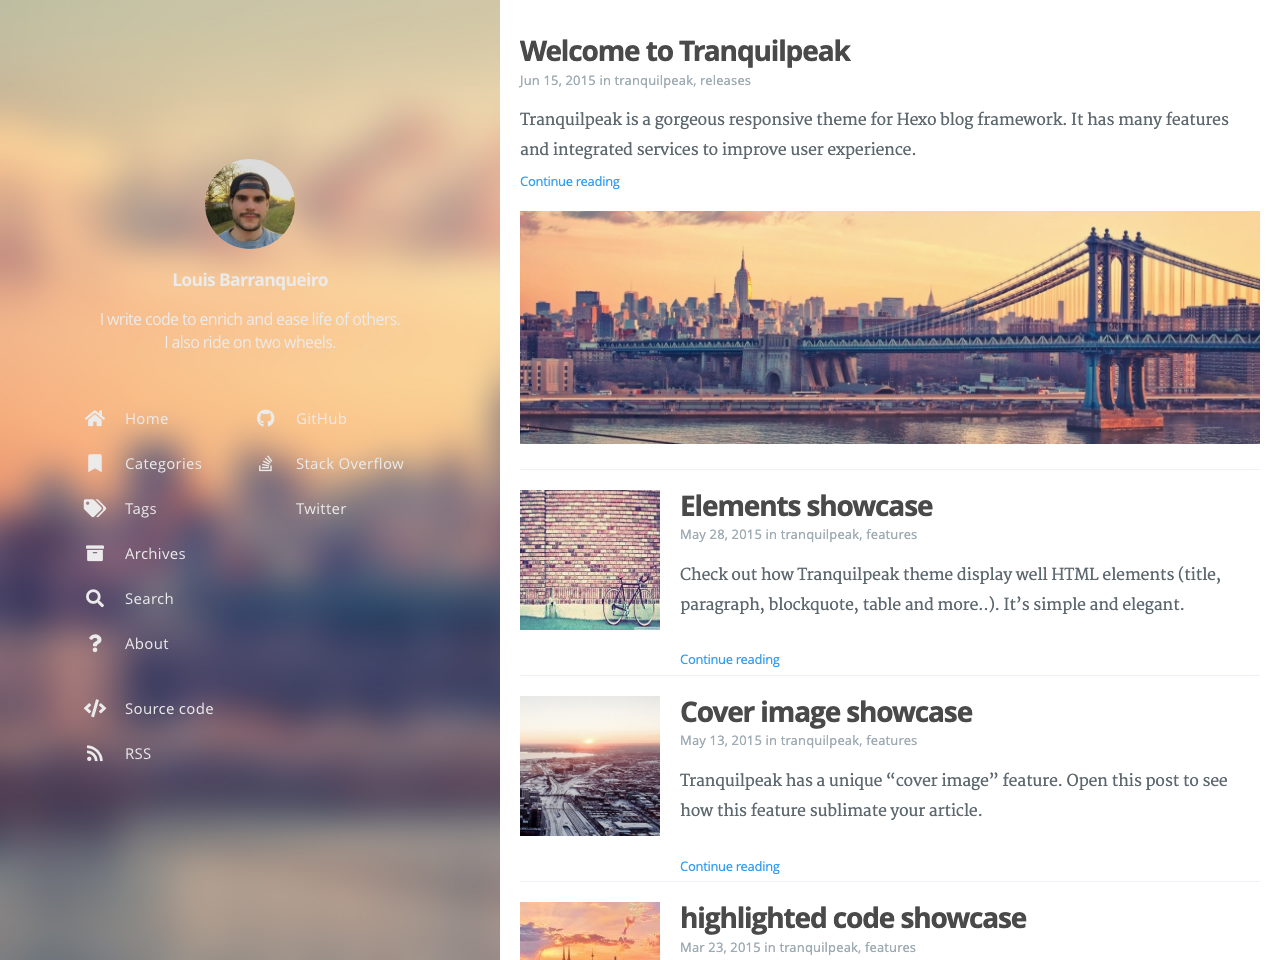 Louis Barranqueiro
I write code to enrich and ease life of others.
I also ride on two wheels.
Home
Categories
Tags
Archives
Search
About
Source code
RSS
GitHub
Stack Overflow
Twitter
Welcome to Tranquilpeak
Jun 15, 2015 in tranquilpeak, releases
Tranquilpeak is a gorgeous responsive theme for Hexo blog framework. It has many features
and integrated services to improve user experience.
Continue reading
Elements showcase
May 28, 2015 in tranquilpeak, features
Check out how Tranquilpeak theme display well HTML elements (title,
paragraph, blockquote, table and more..). It’s simple and elegant.
Continue reading
Cover image showcase
May 13, 2015 in tranquilpeak, features
Tranquilpeak has a unique “cover image” feature. Open this post to see
how this feature sublimate your article.
Continue reading
highlighted code showcase
Mar 23, 2015 in tranquilpeak, features